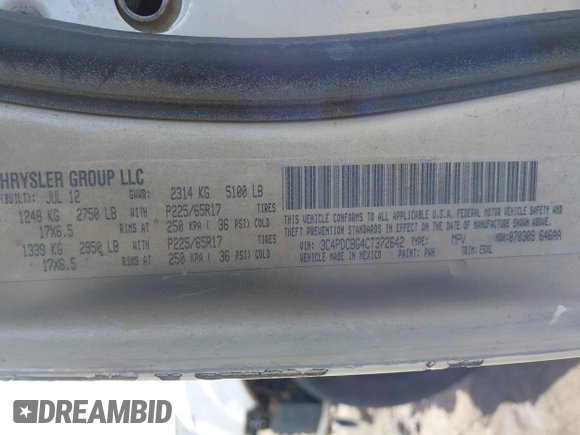 HRYSLER GROUP LLC
(BUILT): JUL 12 GVWR: 2314 KG 5100 LB
1248 KG 2750 LB WITH P225/65R17 TIRES
17X6.5 RIMS AT 250 KPA ( 36 PSI) COLD
1339 KG 2950 LB WITH P225/65R17 TIRES
17X6.5 RIMS AT 250 KPA ( 36 PSI) COLD
THIS VEHICLE CONFORMS TO ALL APPLICABLE U.S.A. FEDERAL MOTOR VEHICLE SAFETY AND
THEFT PREVENTION STANDARDS IN EFFECT ON THE DATE OF MANUFACTURE SHOWN ABOVE.
VIN: 3C4PDCBG4CT372642 TYPE: MPV MDH: 070309 646AA
VEHICLE MADE IN MEXICO PAINT: PWH TRIM:
DREAMBID